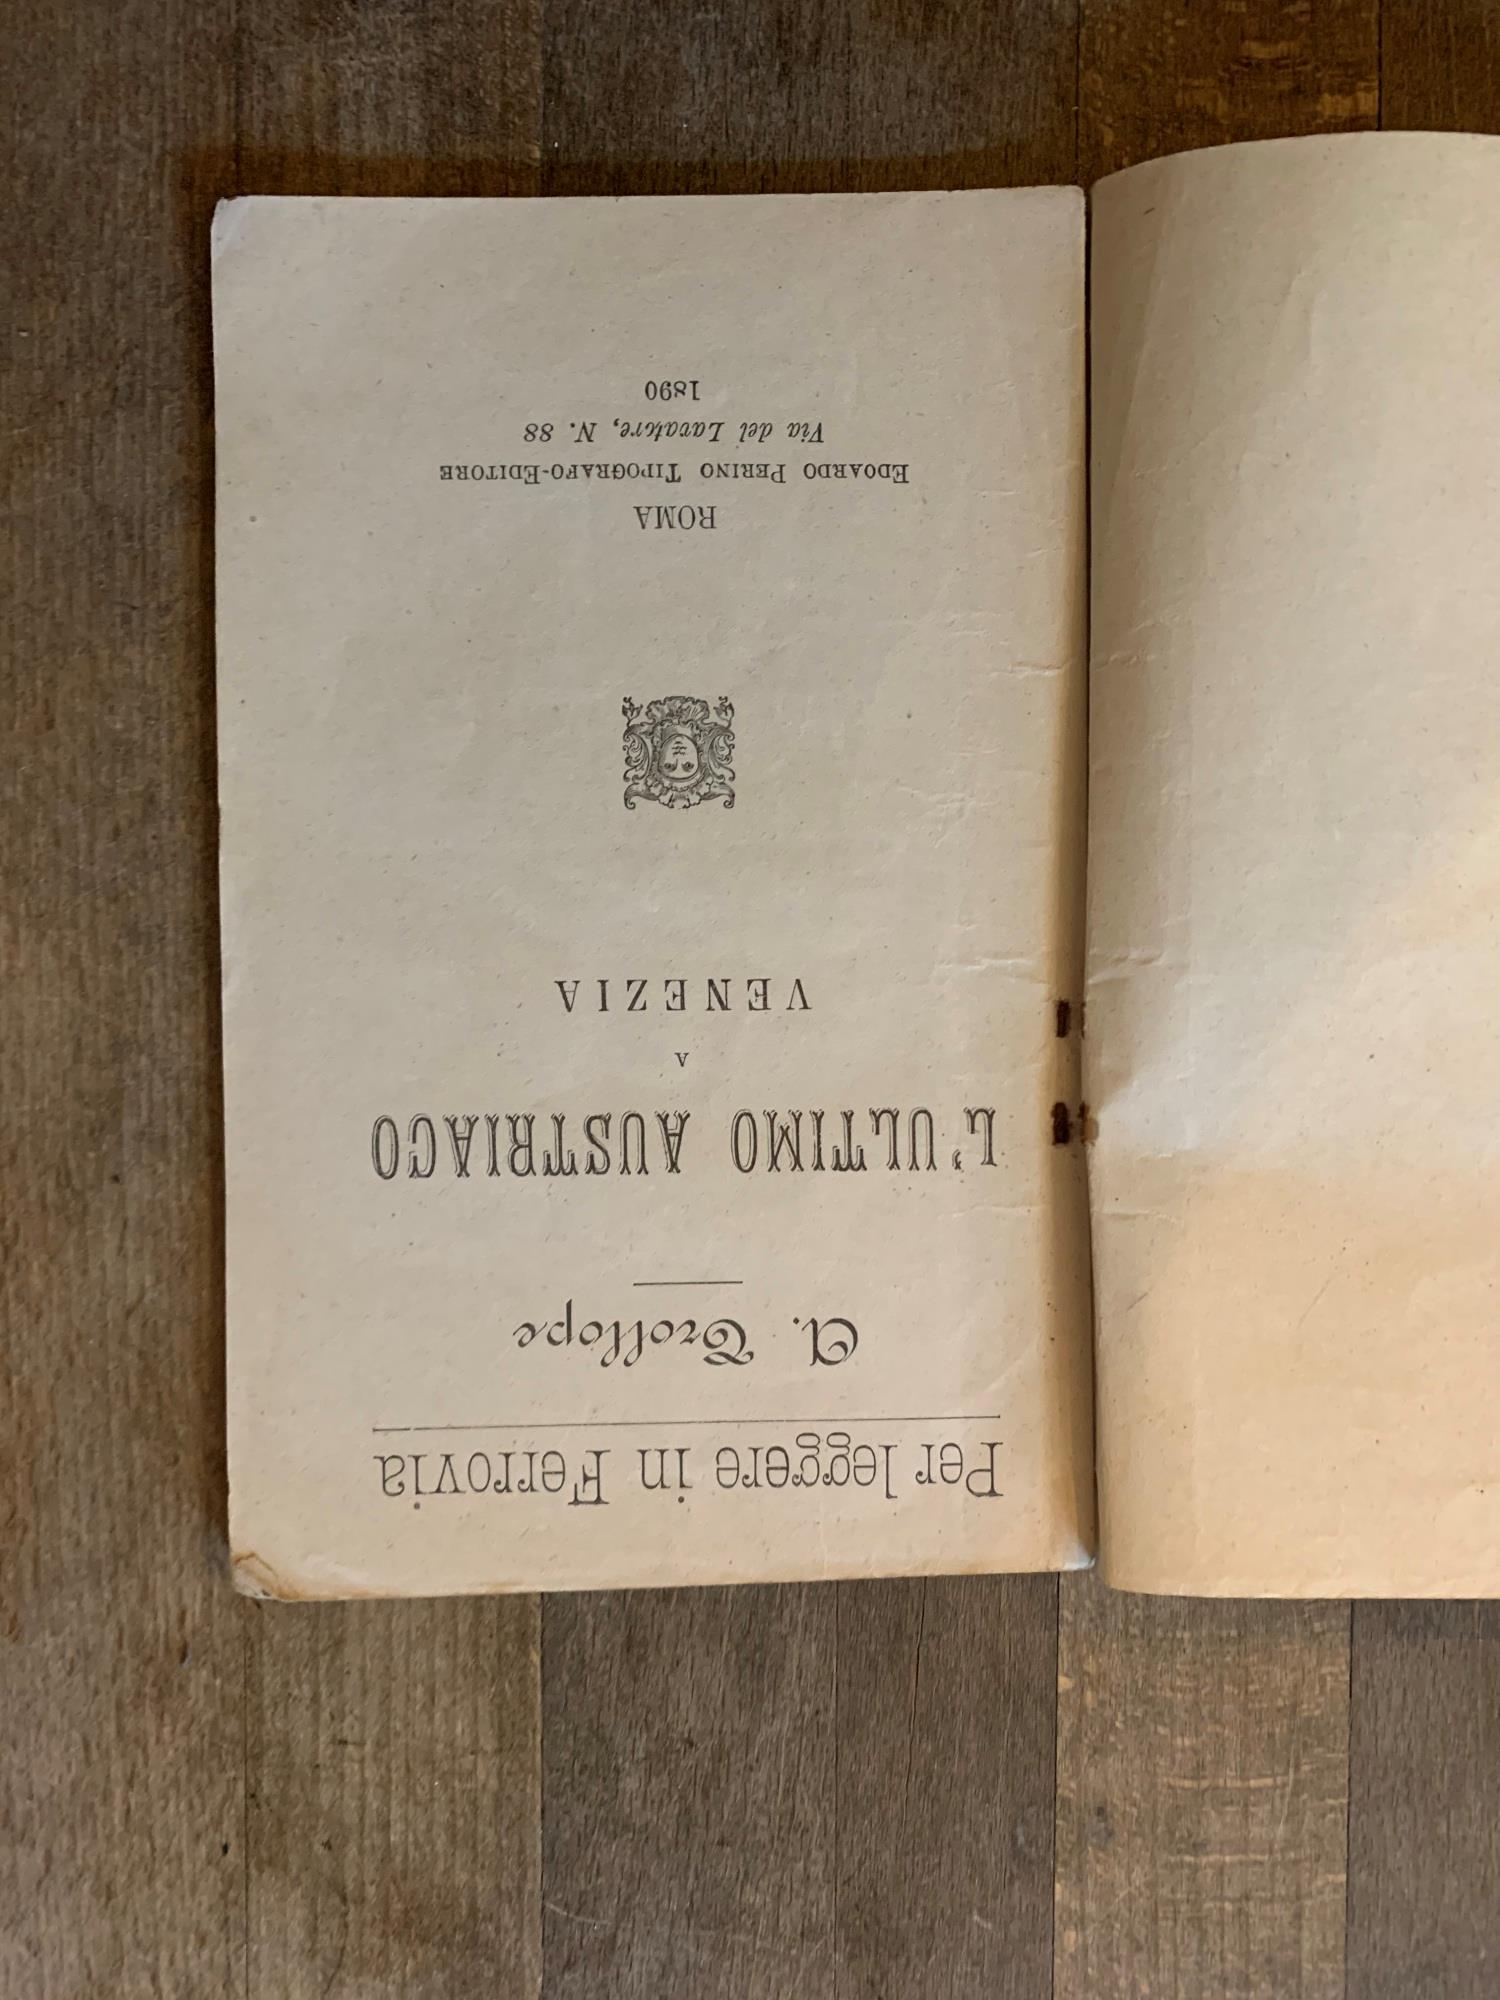 Per leggere in Ferrovia
A. Trollope
L'ULTIMO AUSTRIACO
A
VENEZIA
ROMA
EDOARDO PERINO TIPOGRAFO-EDITORE
Via del Lavatore, N. 88
1890